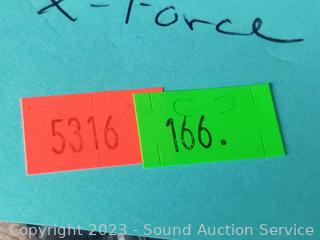 X-Force
5316 166.
Copyright © 2023 - Sound Auction Service